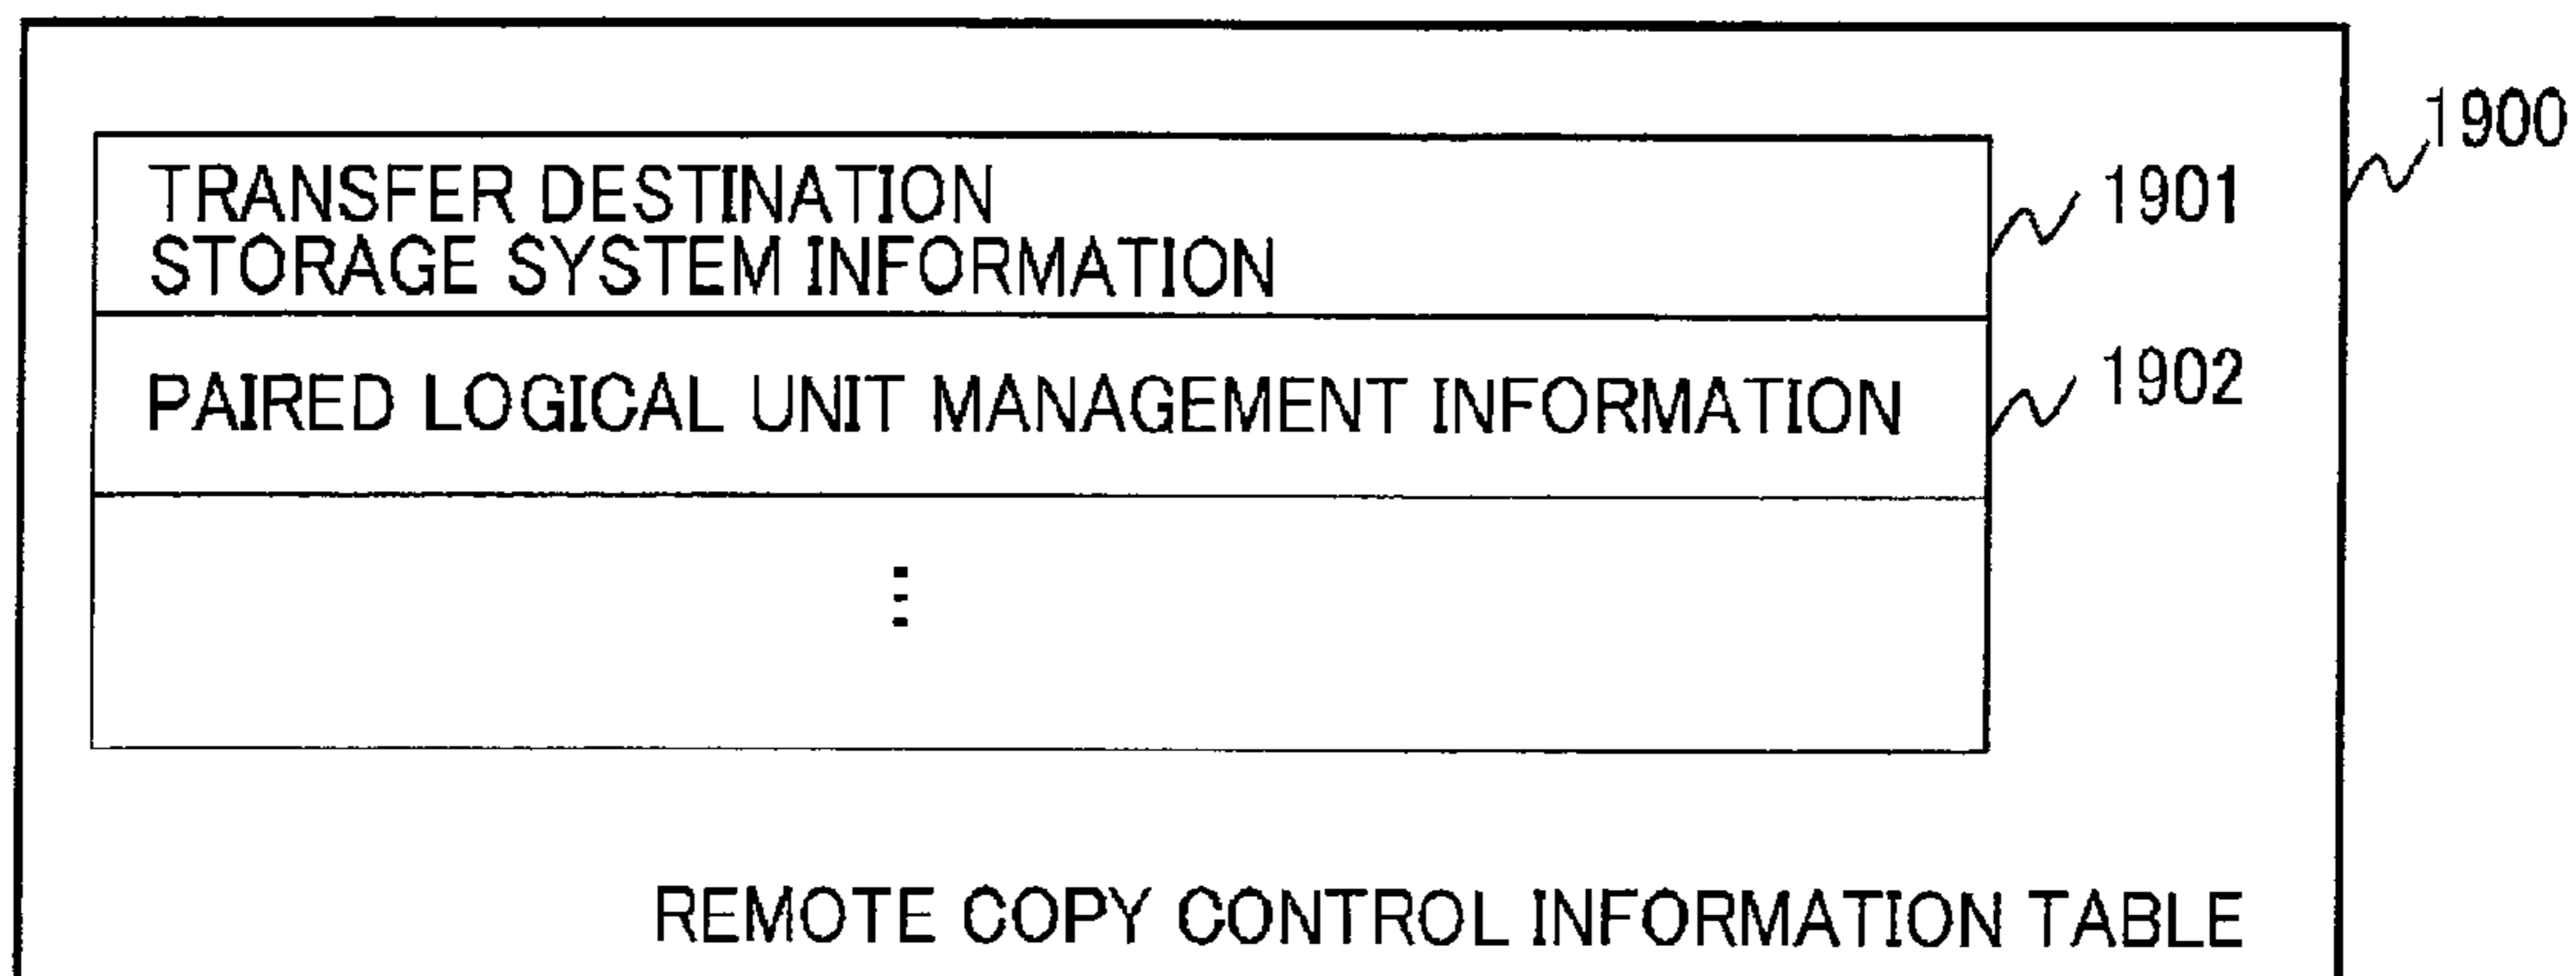 1900
TRANSFER DESTINATION
STORAGE SYSTEM INFORMATION
1901
PAIRED LOGICAL UNIT MANAGEMENT INFORMATION
1902
⋮
REMOTE COPY CONTROL INFORMATION TABLE